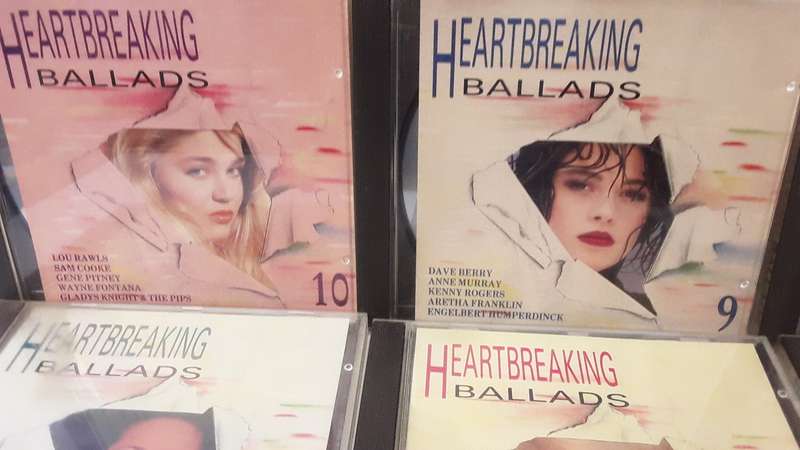 HEARTBREAKING
BALLADS
LOU RAWLS
SAM COOKE
GENE PITNEY
WAYNE FONTANA
GLADYS KNIGHT & THE PIPS
10
HEARTBREAKING
BALLADS
DAVE BERRY
ANNE MURRAY
KENNY ROGERS
ARETHA FRANKLIN
ENGELBERT HUMPERDINCK
9
HEARTBREAKING
BALLADS
HEARTBREAKING
BALLADS